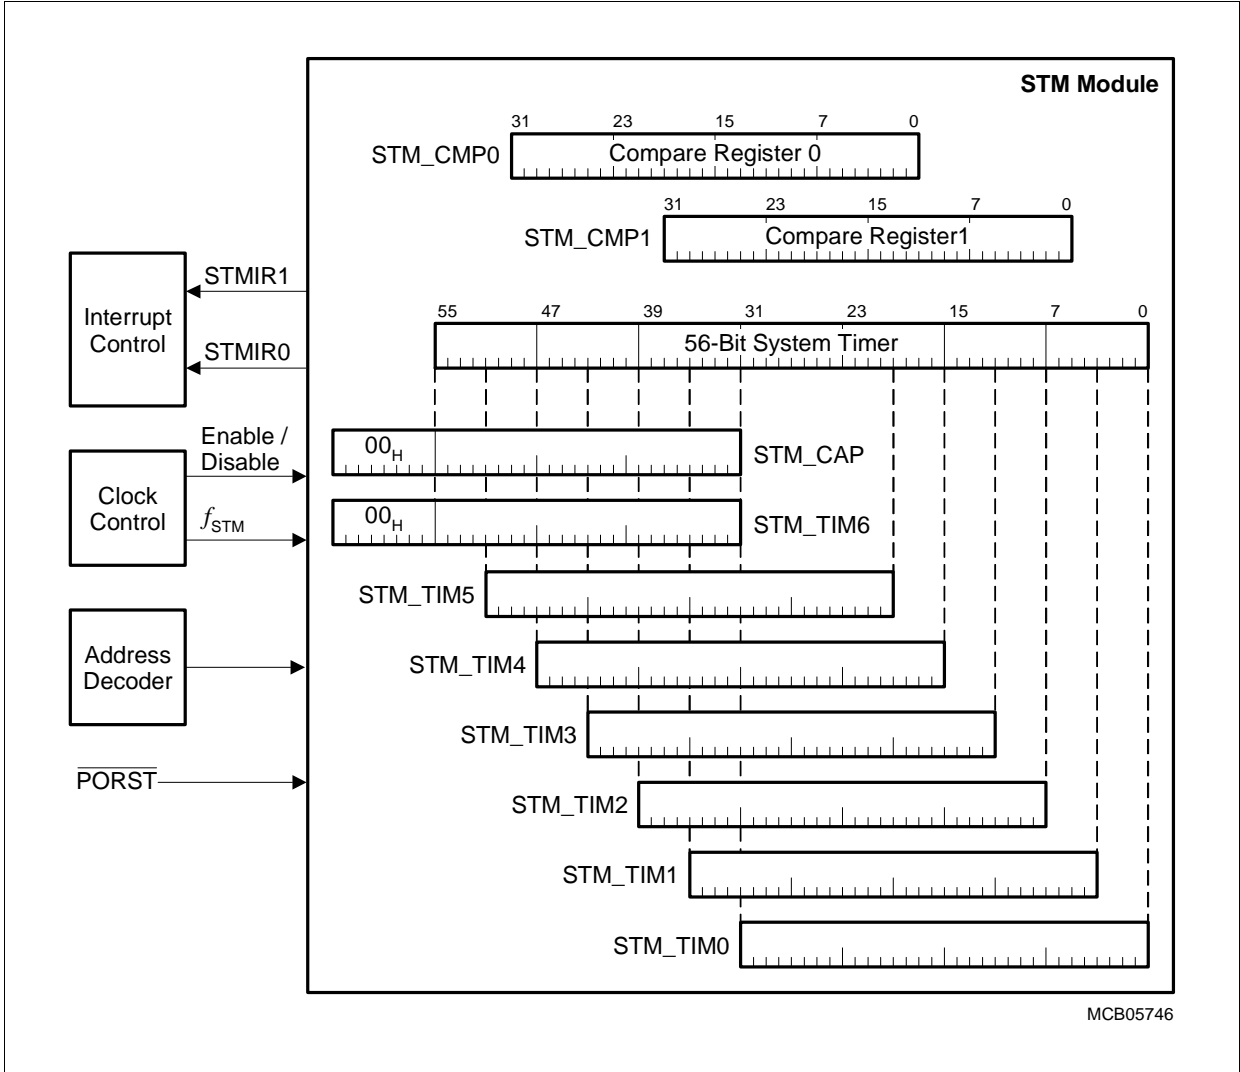 STM Module
31 23 15 7 0
STM_CMP0 Compare Register 0
31 23 15 7 0
STM_CMP1 Compare Register1
STMIR1
Interrupt
Control
STMIR0
55 47 39 31 23 15 7 0
56-Bit System Timer
Enable /
Disable
Clock
Control
fSTM
00H STM_CAP
00H STM_TIM6
STM_TIM5
Address
Decoder
STM_TIM4
STM_TIM3
PORST
STM_TIM2
STM_TIM1
STM_TIM0
MCB05746